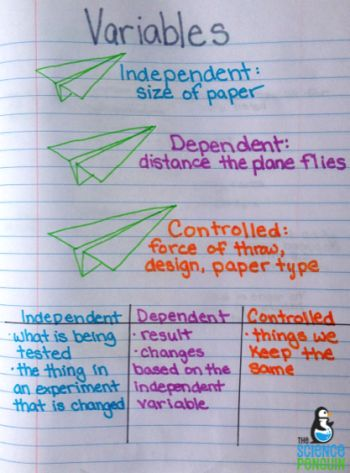 Variables
Independent:
size of paper
Dependent:
distance the plane flies
Controlled:
force of throw,
design, paper type
Independent
• what is being
tested
• the thing in
an experiment
that is changed
Dependent
• result
• changes
based on the
independent
variable
Controlled
• things we
keep the
same
THE
SCIENCE
PENGUIN